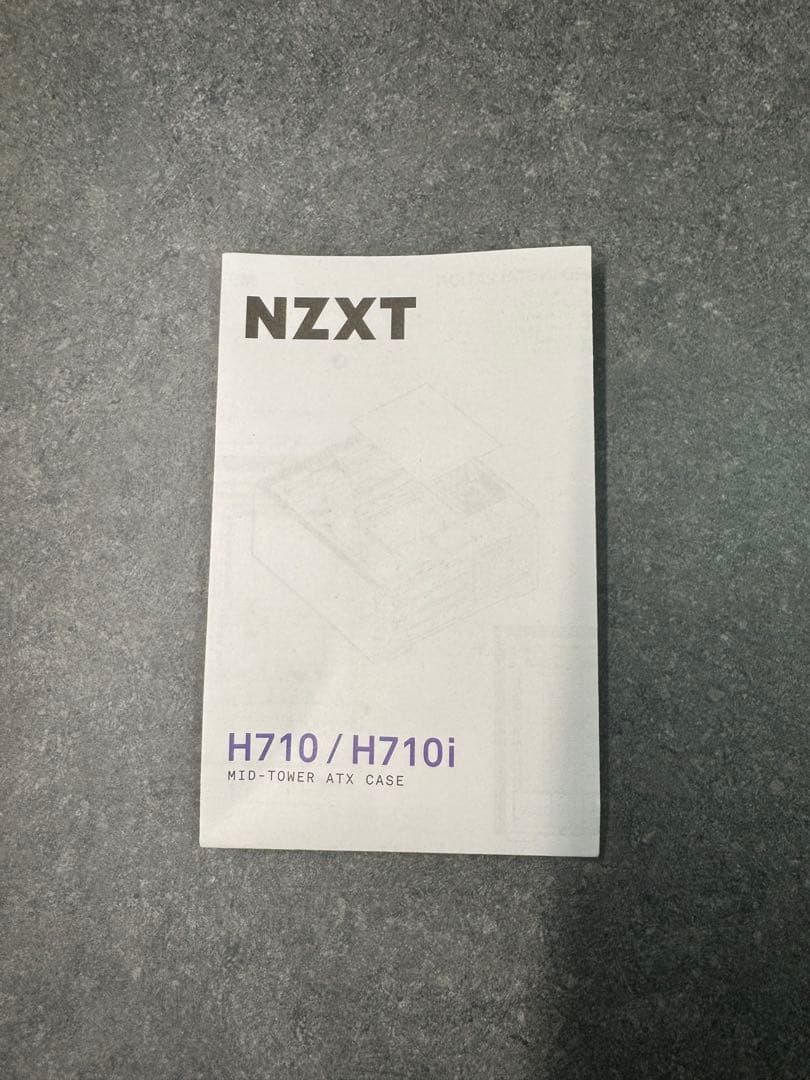 NZXT
H710 / H710i
MID-TOWER ATX CASE